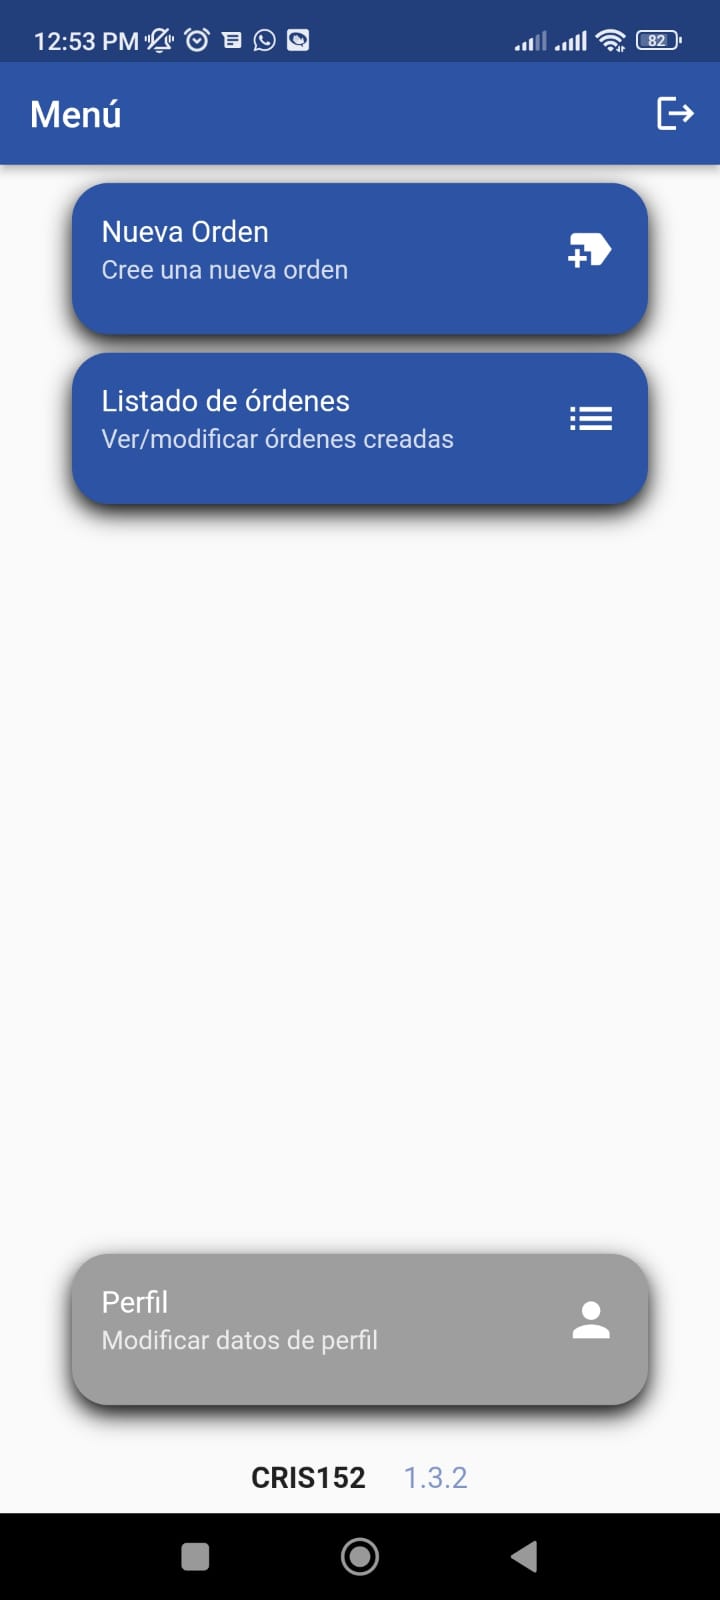 12:53 PM
82
Menú
Nueva Orden
Cree una nueva orden
Listado de órdenes
Ver/modificar órdenes creadas
Perfil
Modificar datos de perfil
CRIS152 1.3.2